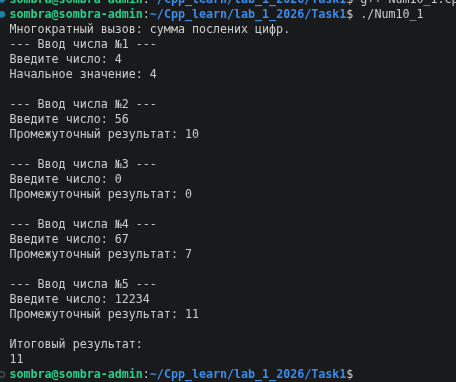 sombra@sombra-admin:~/Cpp_learn/lab_1_2026/Task1$ g++ Num10_1.cp
sombra@sombra-admin:~/Cpp_learn/lab_1_2026/Task1$ ./Num10_1
Многократный вызов: сумма послених цифр.
--- Ввод числа №1 ---
Введите число: 4
Начальное значение: 4
--- Ввод числа №2 ---
Введите число: 56
Промежуточный результат: 10
--- Ввод числа №3 ---
Введите число: 0
Промежуточный результат: 0
--- Ввод числа №4 ---
Введите число: 67
Промежуточный результат: 7
--- Ввод числа №5 ---
Введите число: 12234
Промежуточный результат: 11
Итоговый результат:
11
sombra@sombra-admin:~/Cpp_learn/lab_1_2026/Task1$